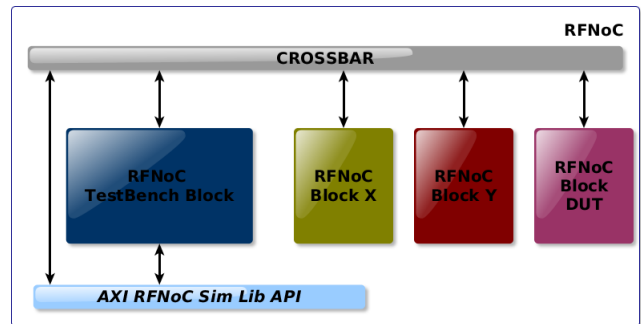 RFNoC
CROSSBAR
RFNoC
TestBench Block
RFNoC
Block X
RFNoC
Block Y
RFNoC
Block
DUT
AXI RFNoC Sim Lib API